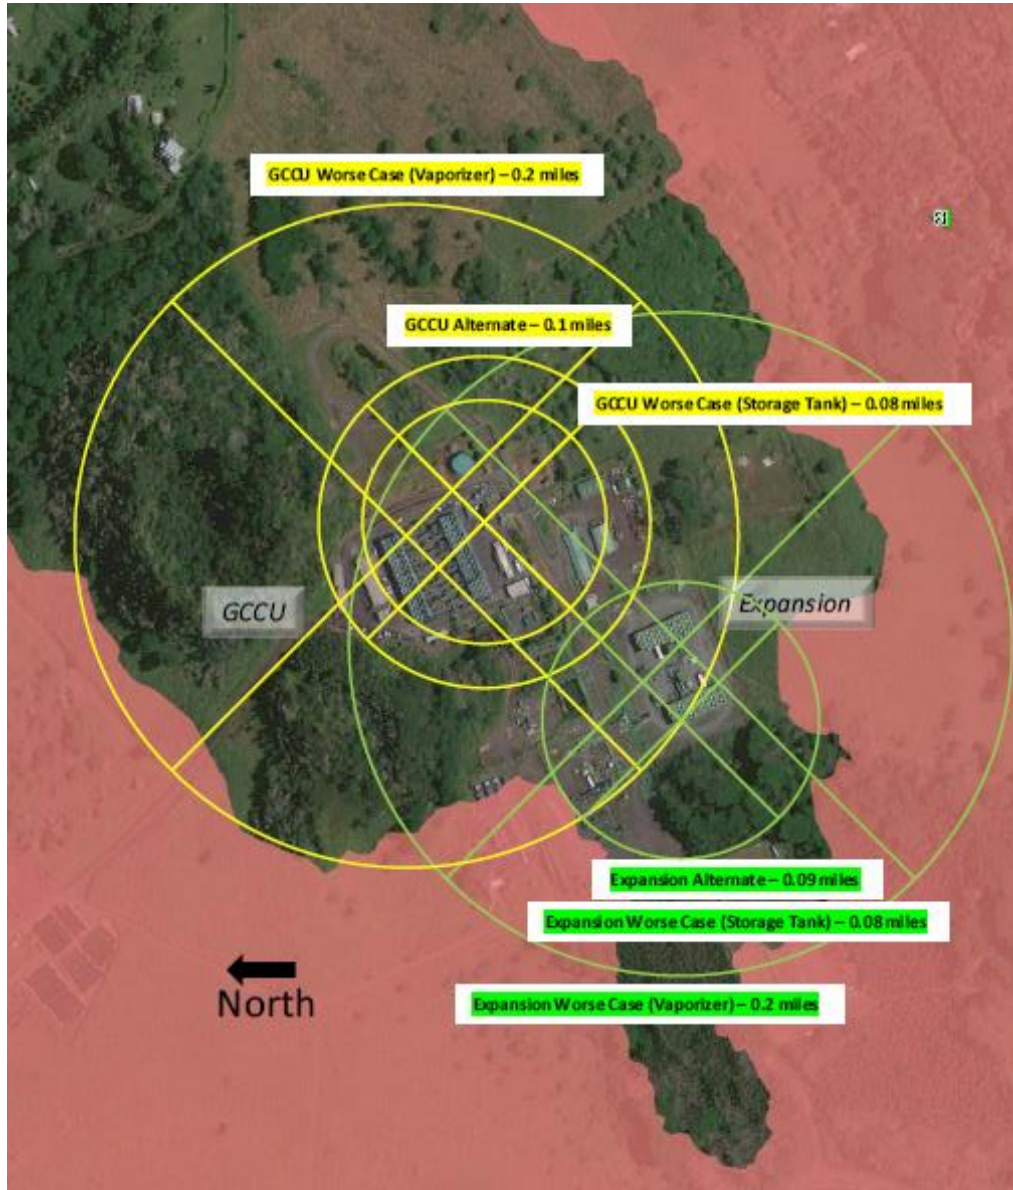 GCCU Worse Case (Vaporizer) – 0.2 miles
GCCU Alternate – 0.1 miles
GCCU Worse Case (Storage Tank) – 0.08 miles
GCCU
Expansion
Expansion Alternate – 0.09 miles
Expansion Worse Case (Storage Tank) – 0.08 miles
North
Expansion Worse Case (Vaporizer) – 0.2 miles